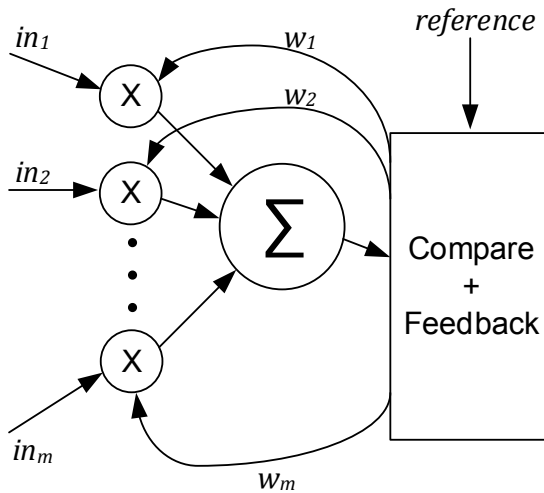 reference
in₁
w₁
X
w₂
in₂
X
∑
Compare
+
Feedback
X
inₘ
wₘ